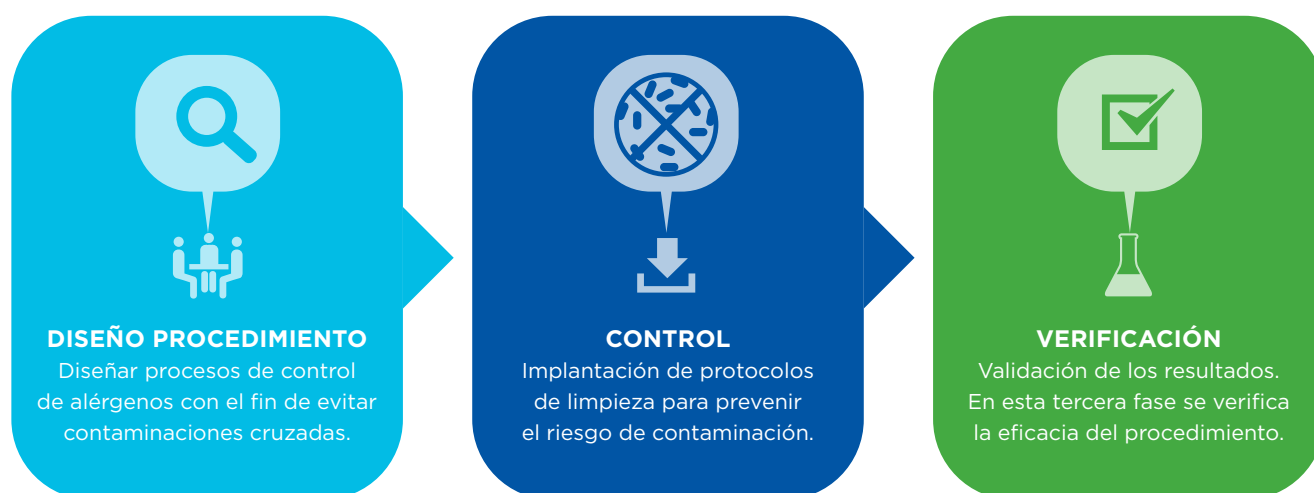 DISEÑO PROCEDIMIENTO
Diseñar procesos de control
de alérgenos con el fin de evitar
contaminaciones cruzadas.
CONTROL
Implantación de protocolos
de limpieza para prevenir
el riesgo de contaminación.
VERIFICACIÓN
Validación de los resultados.
En esta tercera fase se verifica
la eficacia del procedimiento.